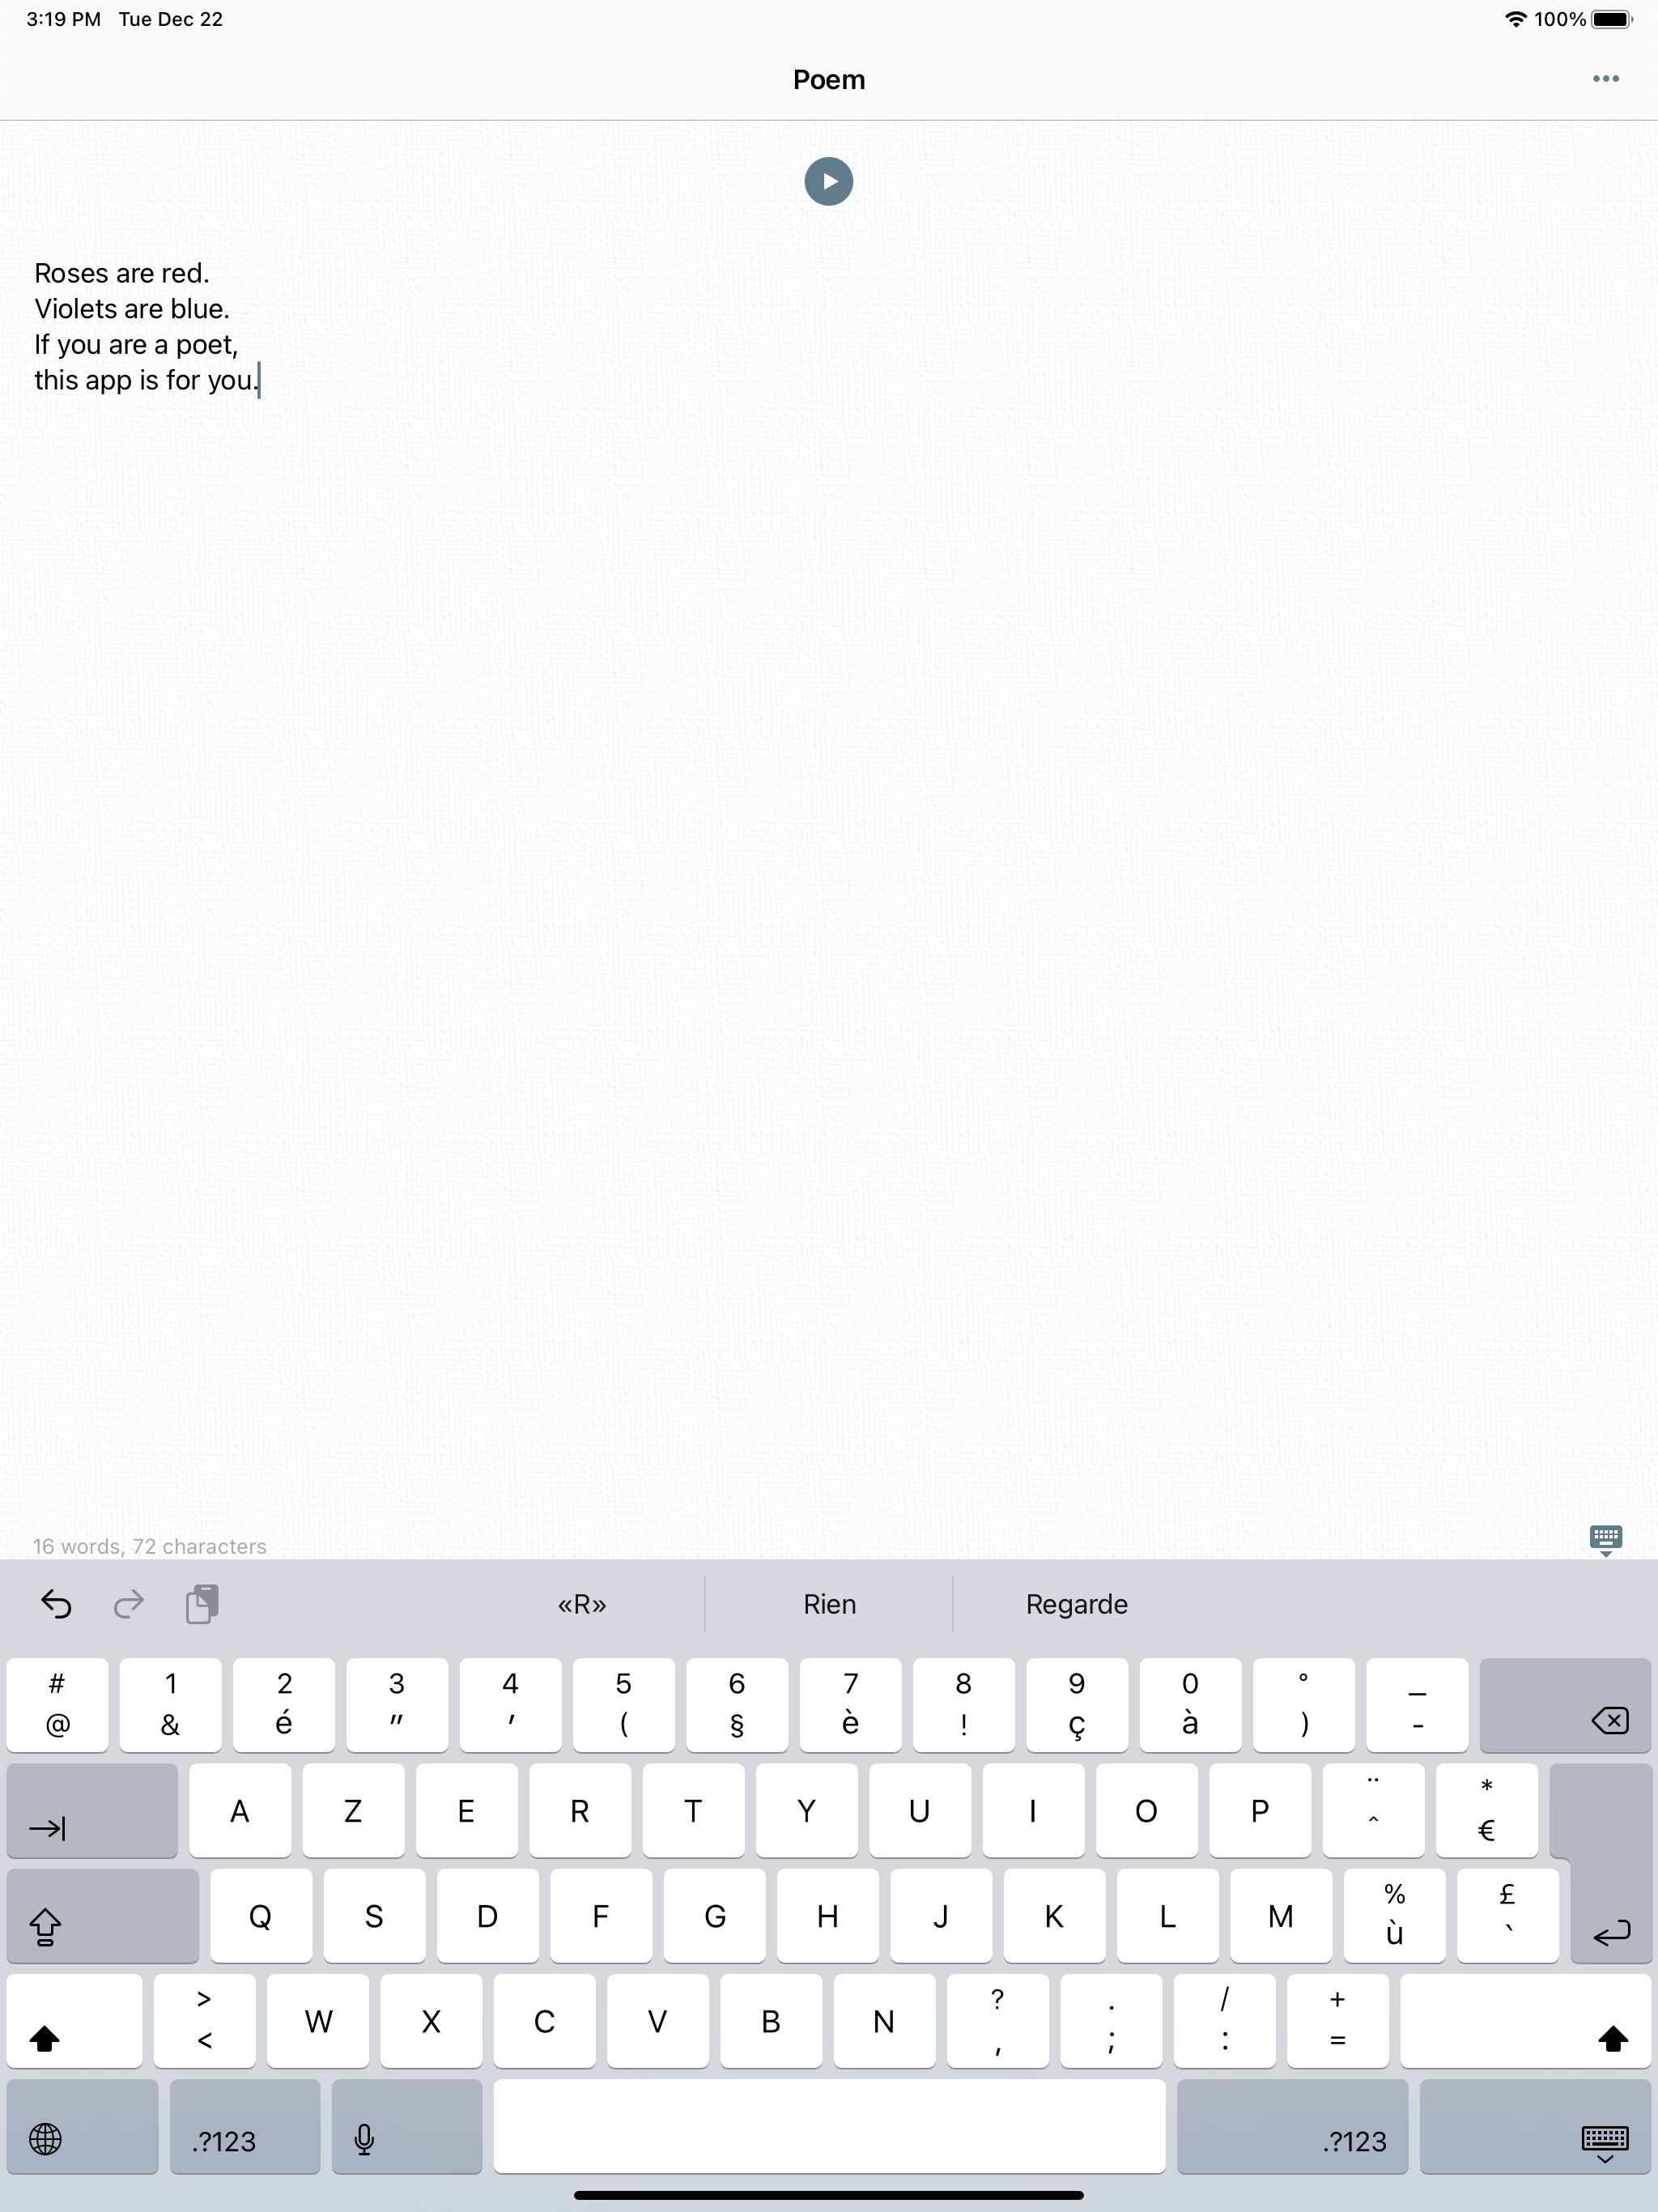 3:19 PM Tue Dec 22 100%
Poem
Roses are red.
Violets are blue.
If you are a poet,
this app is for you.
16 words, 72 characters
«R» Rien Regarde
# 1 2 3 4 5 6 7 8 9 0 ° _
@ & é " ' ( § è ! ç à ) -
A Z E R T Y U I O P ¨ *
^ €
Q S D F G H J K L M % £
ù `
> W X C V B N ? . / +
< , ; : =
.?123 .?123